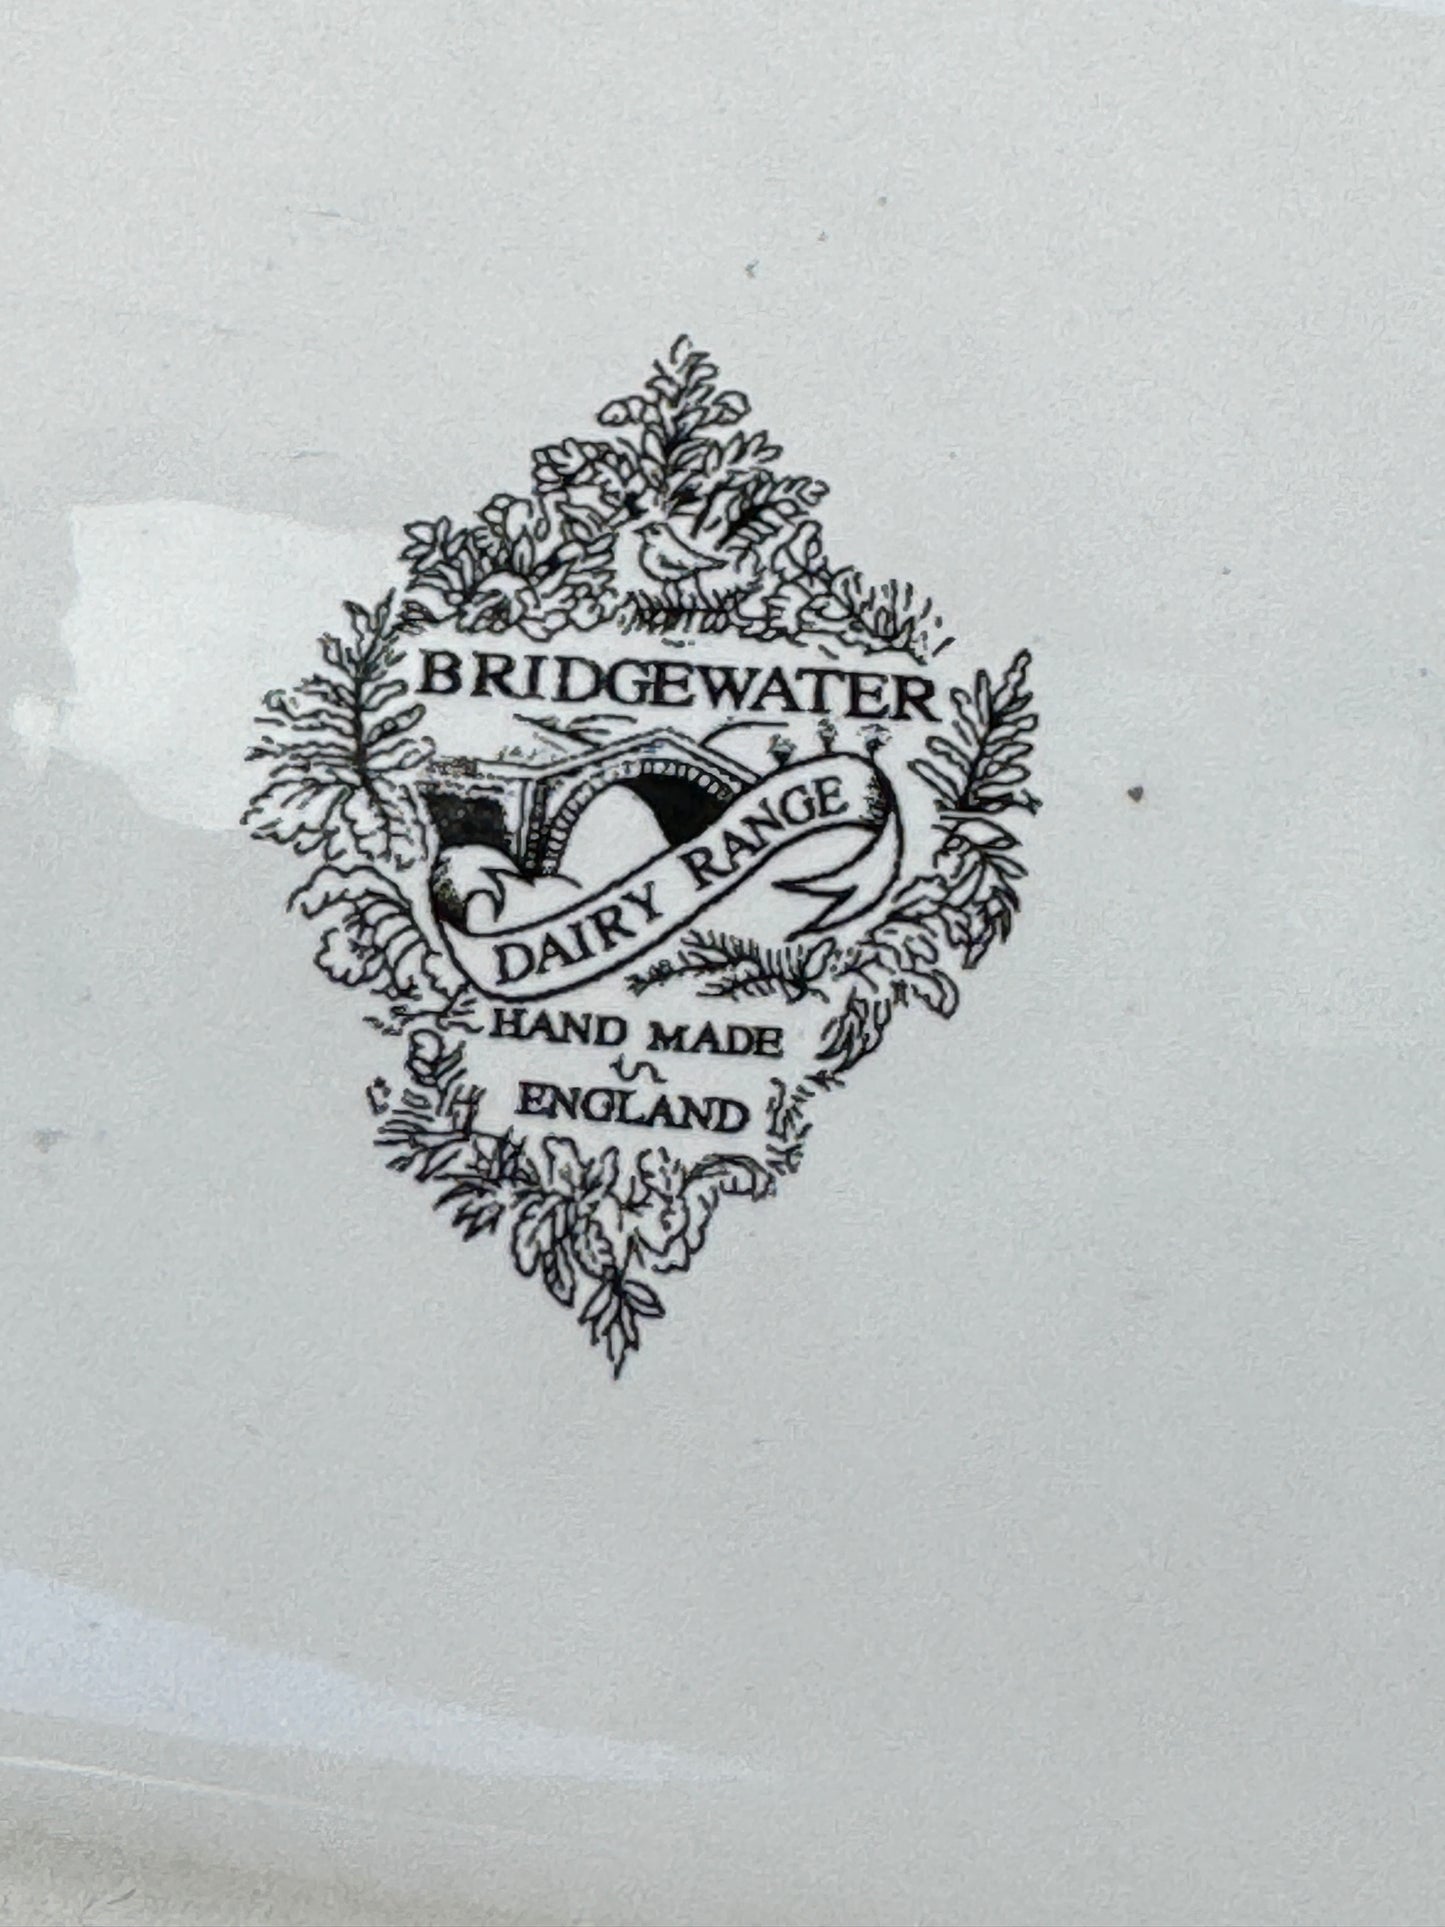 BRIDGEWATER
DAIRY RANGE
HAND MADE
in
ENGLAND